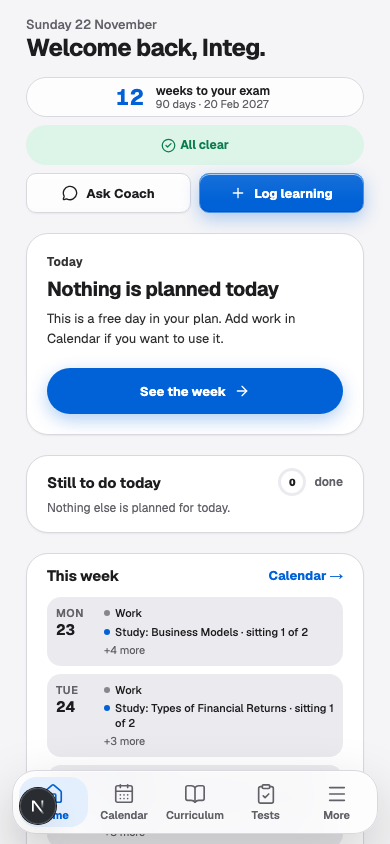 Sunday 22 November
Welcome back, Integ.
12
weeks to your exam
90 days · 20 Feb 2027
All clear
Ask Coach
Log learning
Today
Nothing is planned today
This is a free day in your plan. Add work in
Calendar if you want to use it.
See the week →
Still to do today
0 done
Nothing else is planned for today.
This week
Calendar →
MON
23
Work
Study: Business Models · sitting 1 of 2
+4 more
TUE
24
Work
Study: Types of Financial Returns · sitting 1
of 2
+3 more
N
Calendar
Curriculum
Tests
More